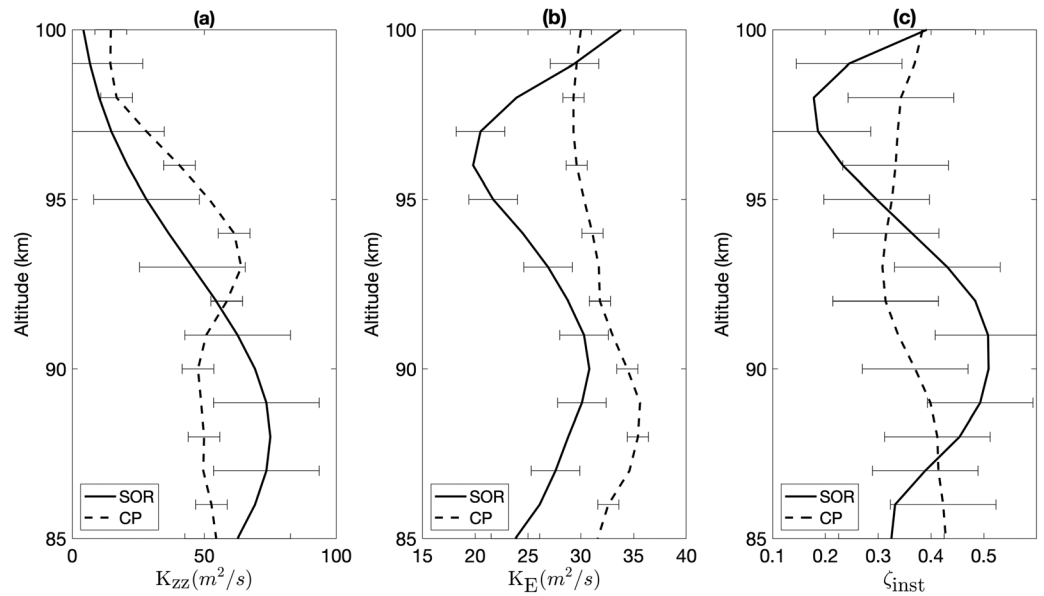 (a)
100
95
90
85
Altitude (km)
SOR
CP
0
50
100
K_zz(m²/s)
(b)
100
95
90
85
Altitude (km)
SOR
CP
15
20
25
30
35
40
K_E(m²/s)
(c)
100
95
90
85
Altitude (km)
SOR
CP
0.1
0.2
0.3
0.4
0.5
ζ_inst